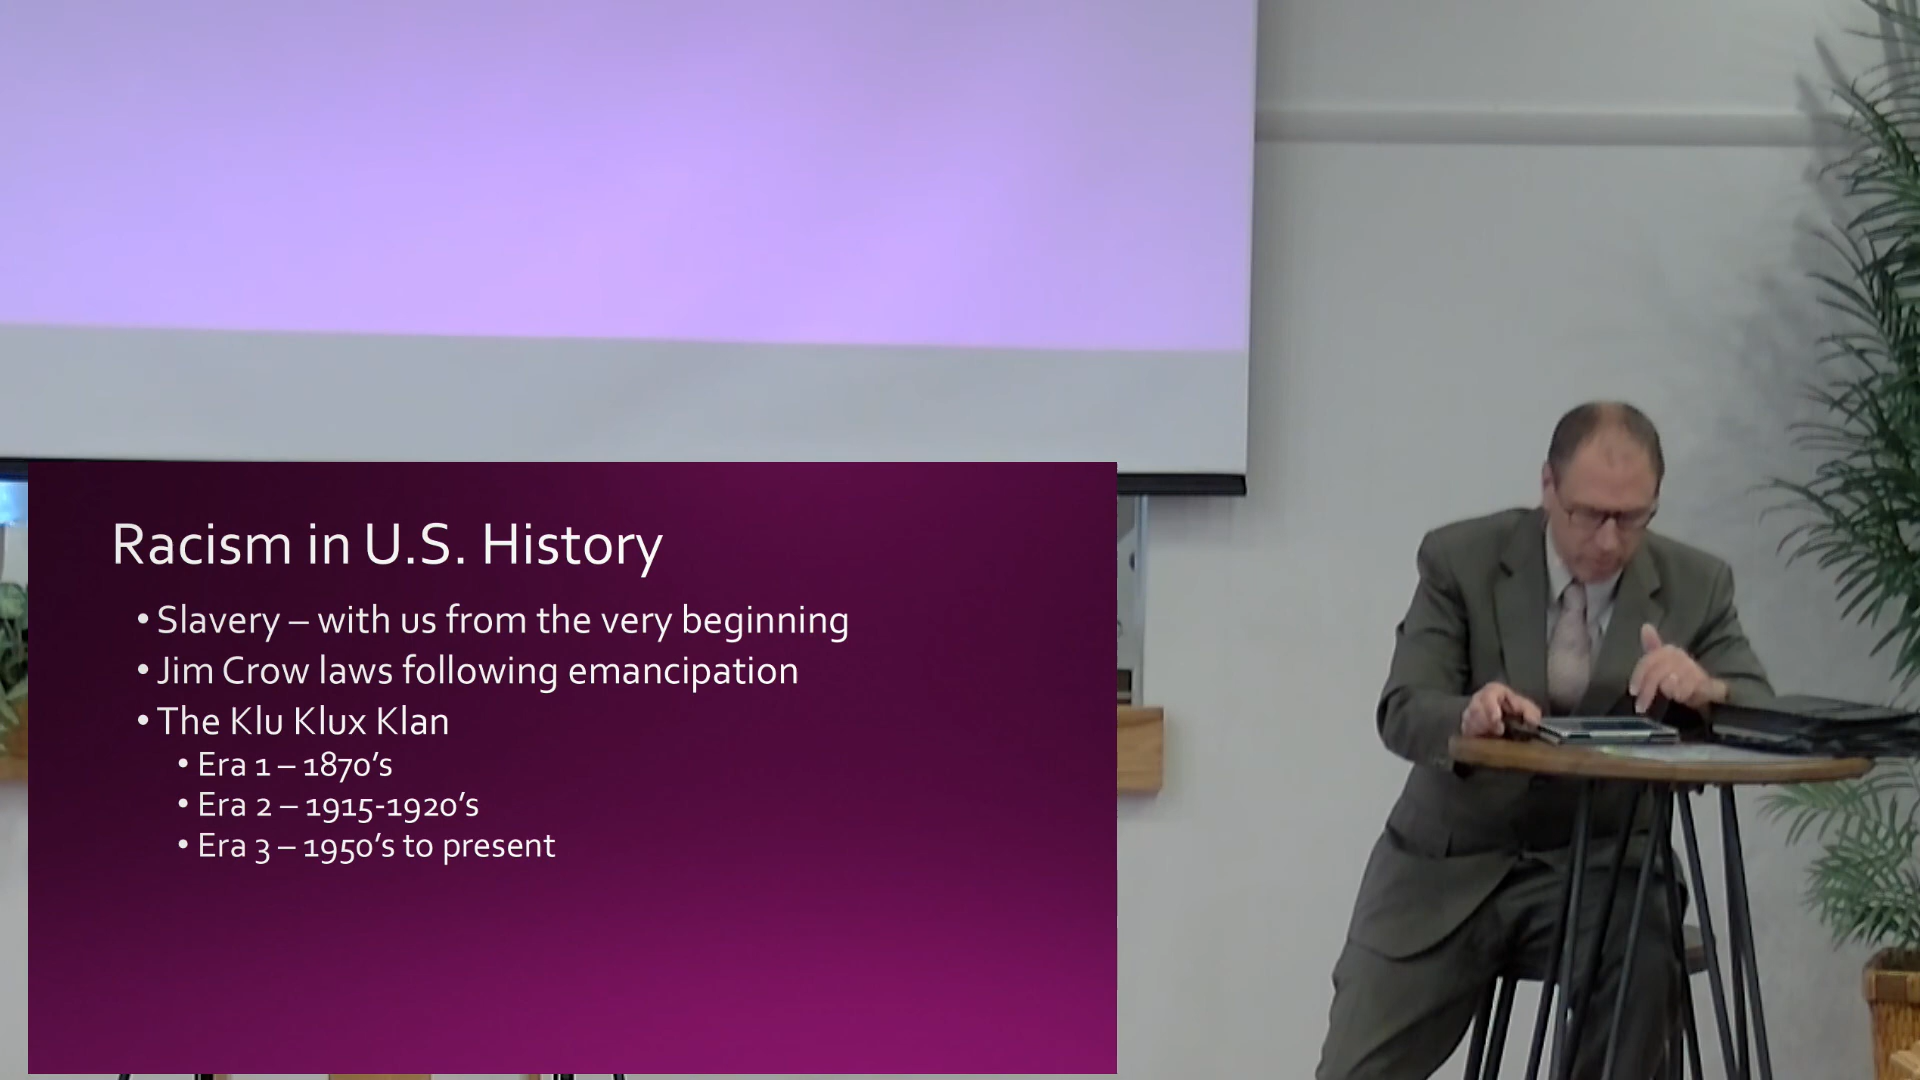 Racism in U.S. History
• Slavery – with us from the very beginning
• Jim Crow laws following emancipation
• The Klu Klux Klan
• Era 1 – 1870’s
• Era 2 – 1915-1920’s
• Era 3 – 1950’s to present